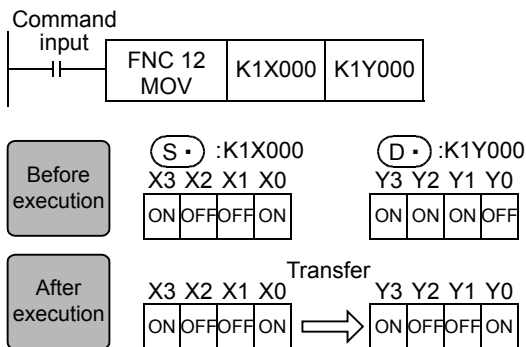 Command
input
FNC 12
MOV
K1X000
K1Y000
Before
execution
S · :K1X000
D · :K1Y000
X3 X2 X1 X0
Y3 Y2 Y1 Y0
ON OFF OFF ON
ON ON ON OFF
After
execution
Transfer
X3 X2 X1 X0
Y3 Y2 Y1 Y0
ON OFF OFF ON
ON OFF OFF ON